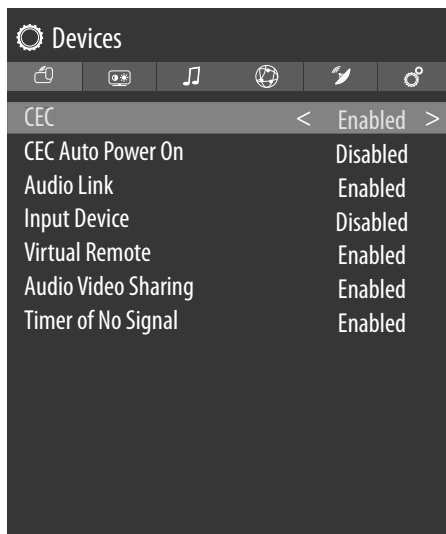 Devices
CEC < Enabled >
CEC Auto Power On Disabled
Audio Link Enabled
Input Device Disabled
Virtual Remote Enabled
Audio Video Sharing Enabled
Timer of No Signal Enabled